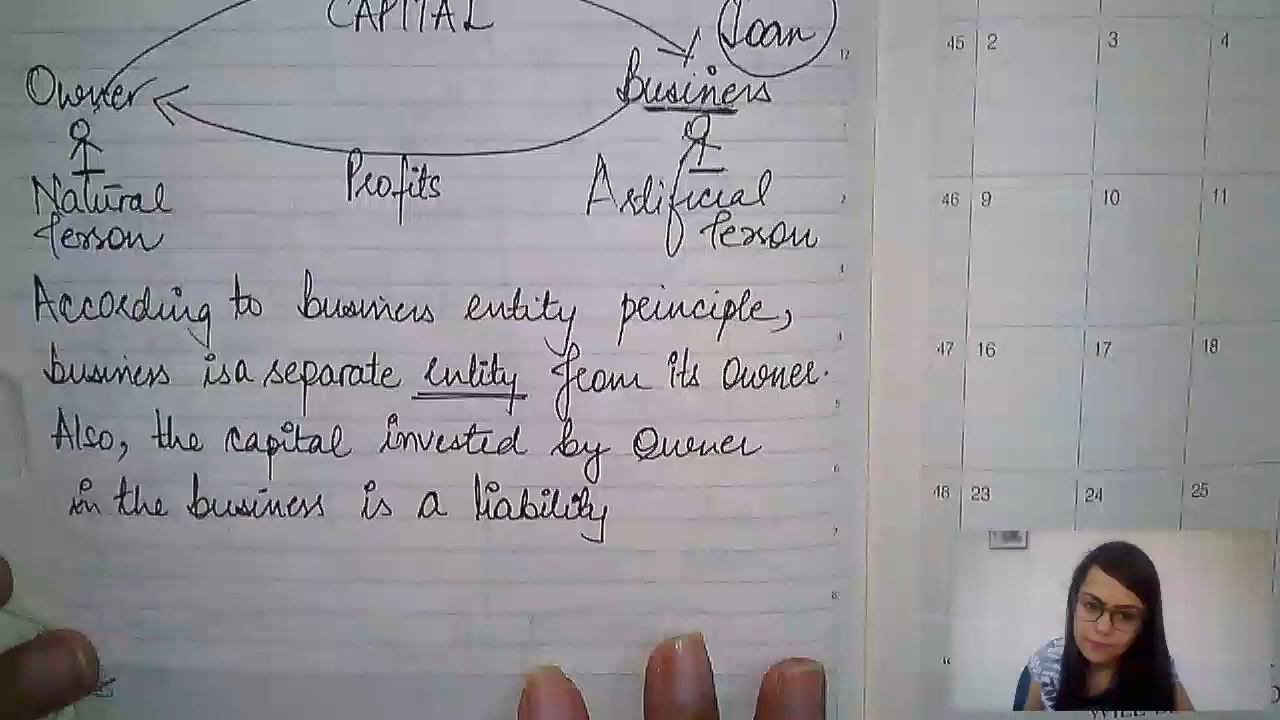 CAPITAL
Loan
Owner
Business
Profits
Natural
Person
Artificial
Person
According to business entity principle,
business is a separate entity from its Owner.
Also, the capital invested by Owner
in the business is a liability
45 2 3 4
46 9 10 11
47 16 17 18
48 23 24 25